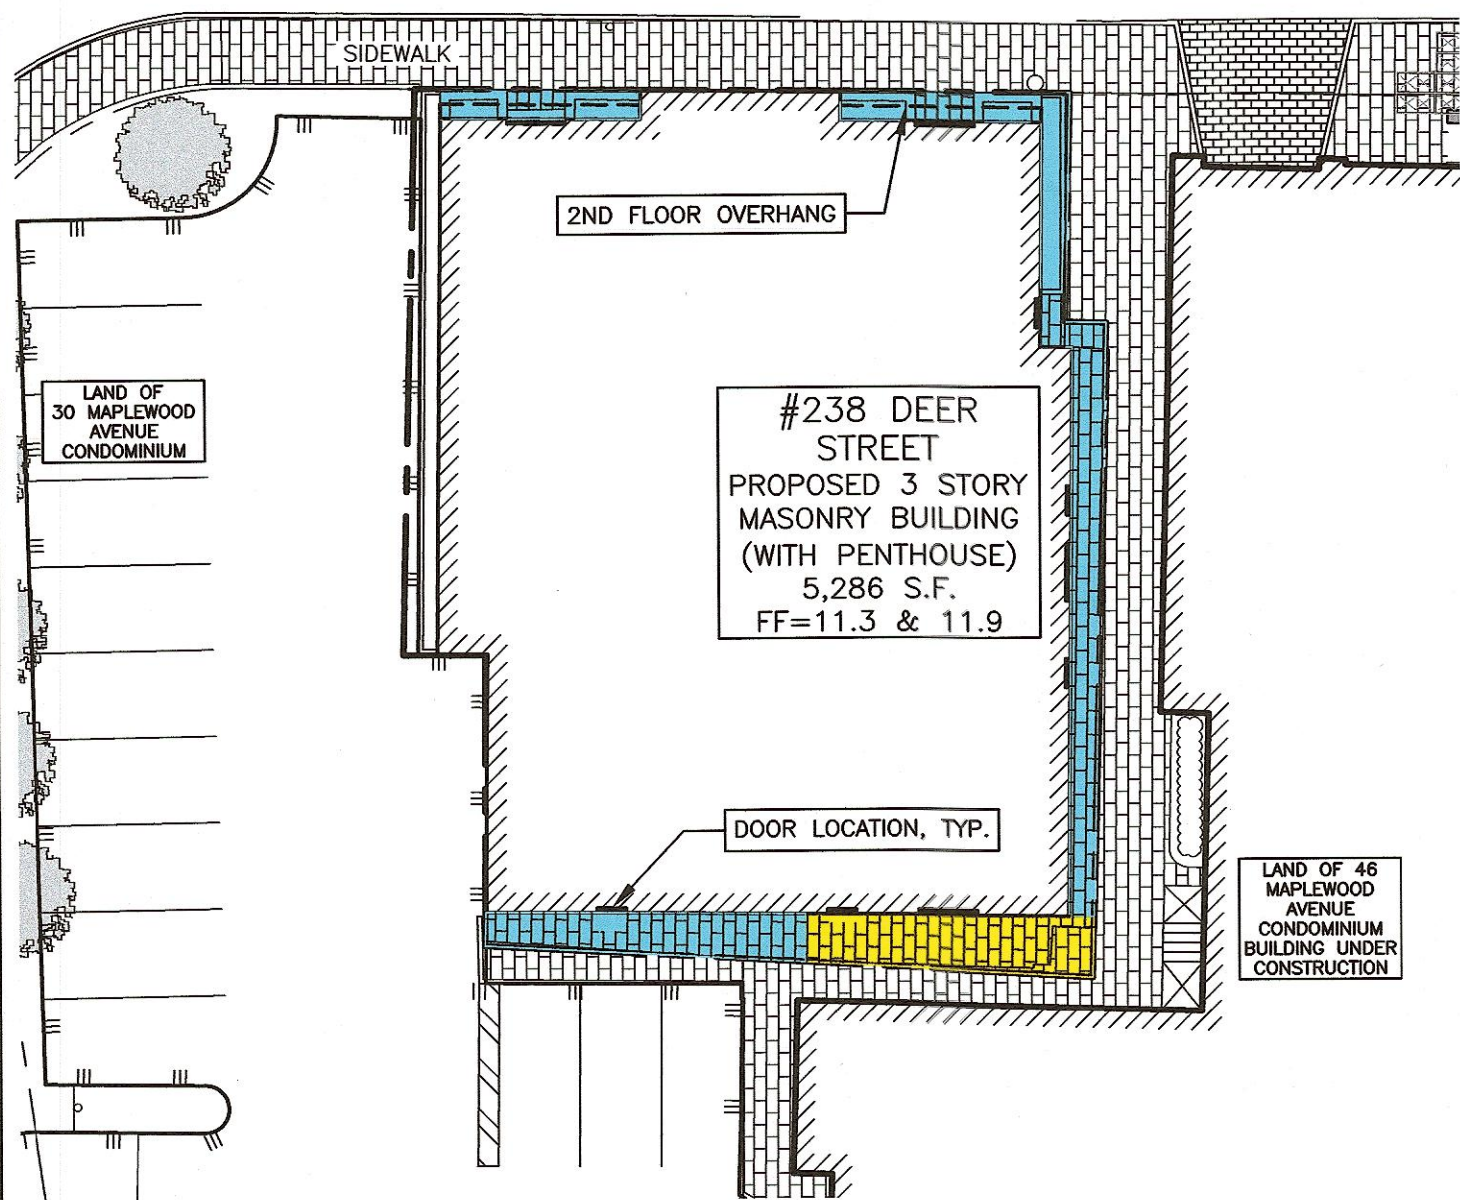 SIDEWALK
2ND FLOOR OVERHANG
LAND OF
30 MAPLEWOOD
AVENUE
CONDOMINIUM
#238 DEER
STREET
PROPOSED 3 STORY
MASONRY BUILDING
(WITH PENTHOUSE)
5,286 S.F.
FF=11.3 & 11.9
DOOR LOCATION, TYP.
LAND OF 46
MAPLEWOOD
AVENUE
CONDOMINIUM
BUILDING UNDER
CONSTRUCTION